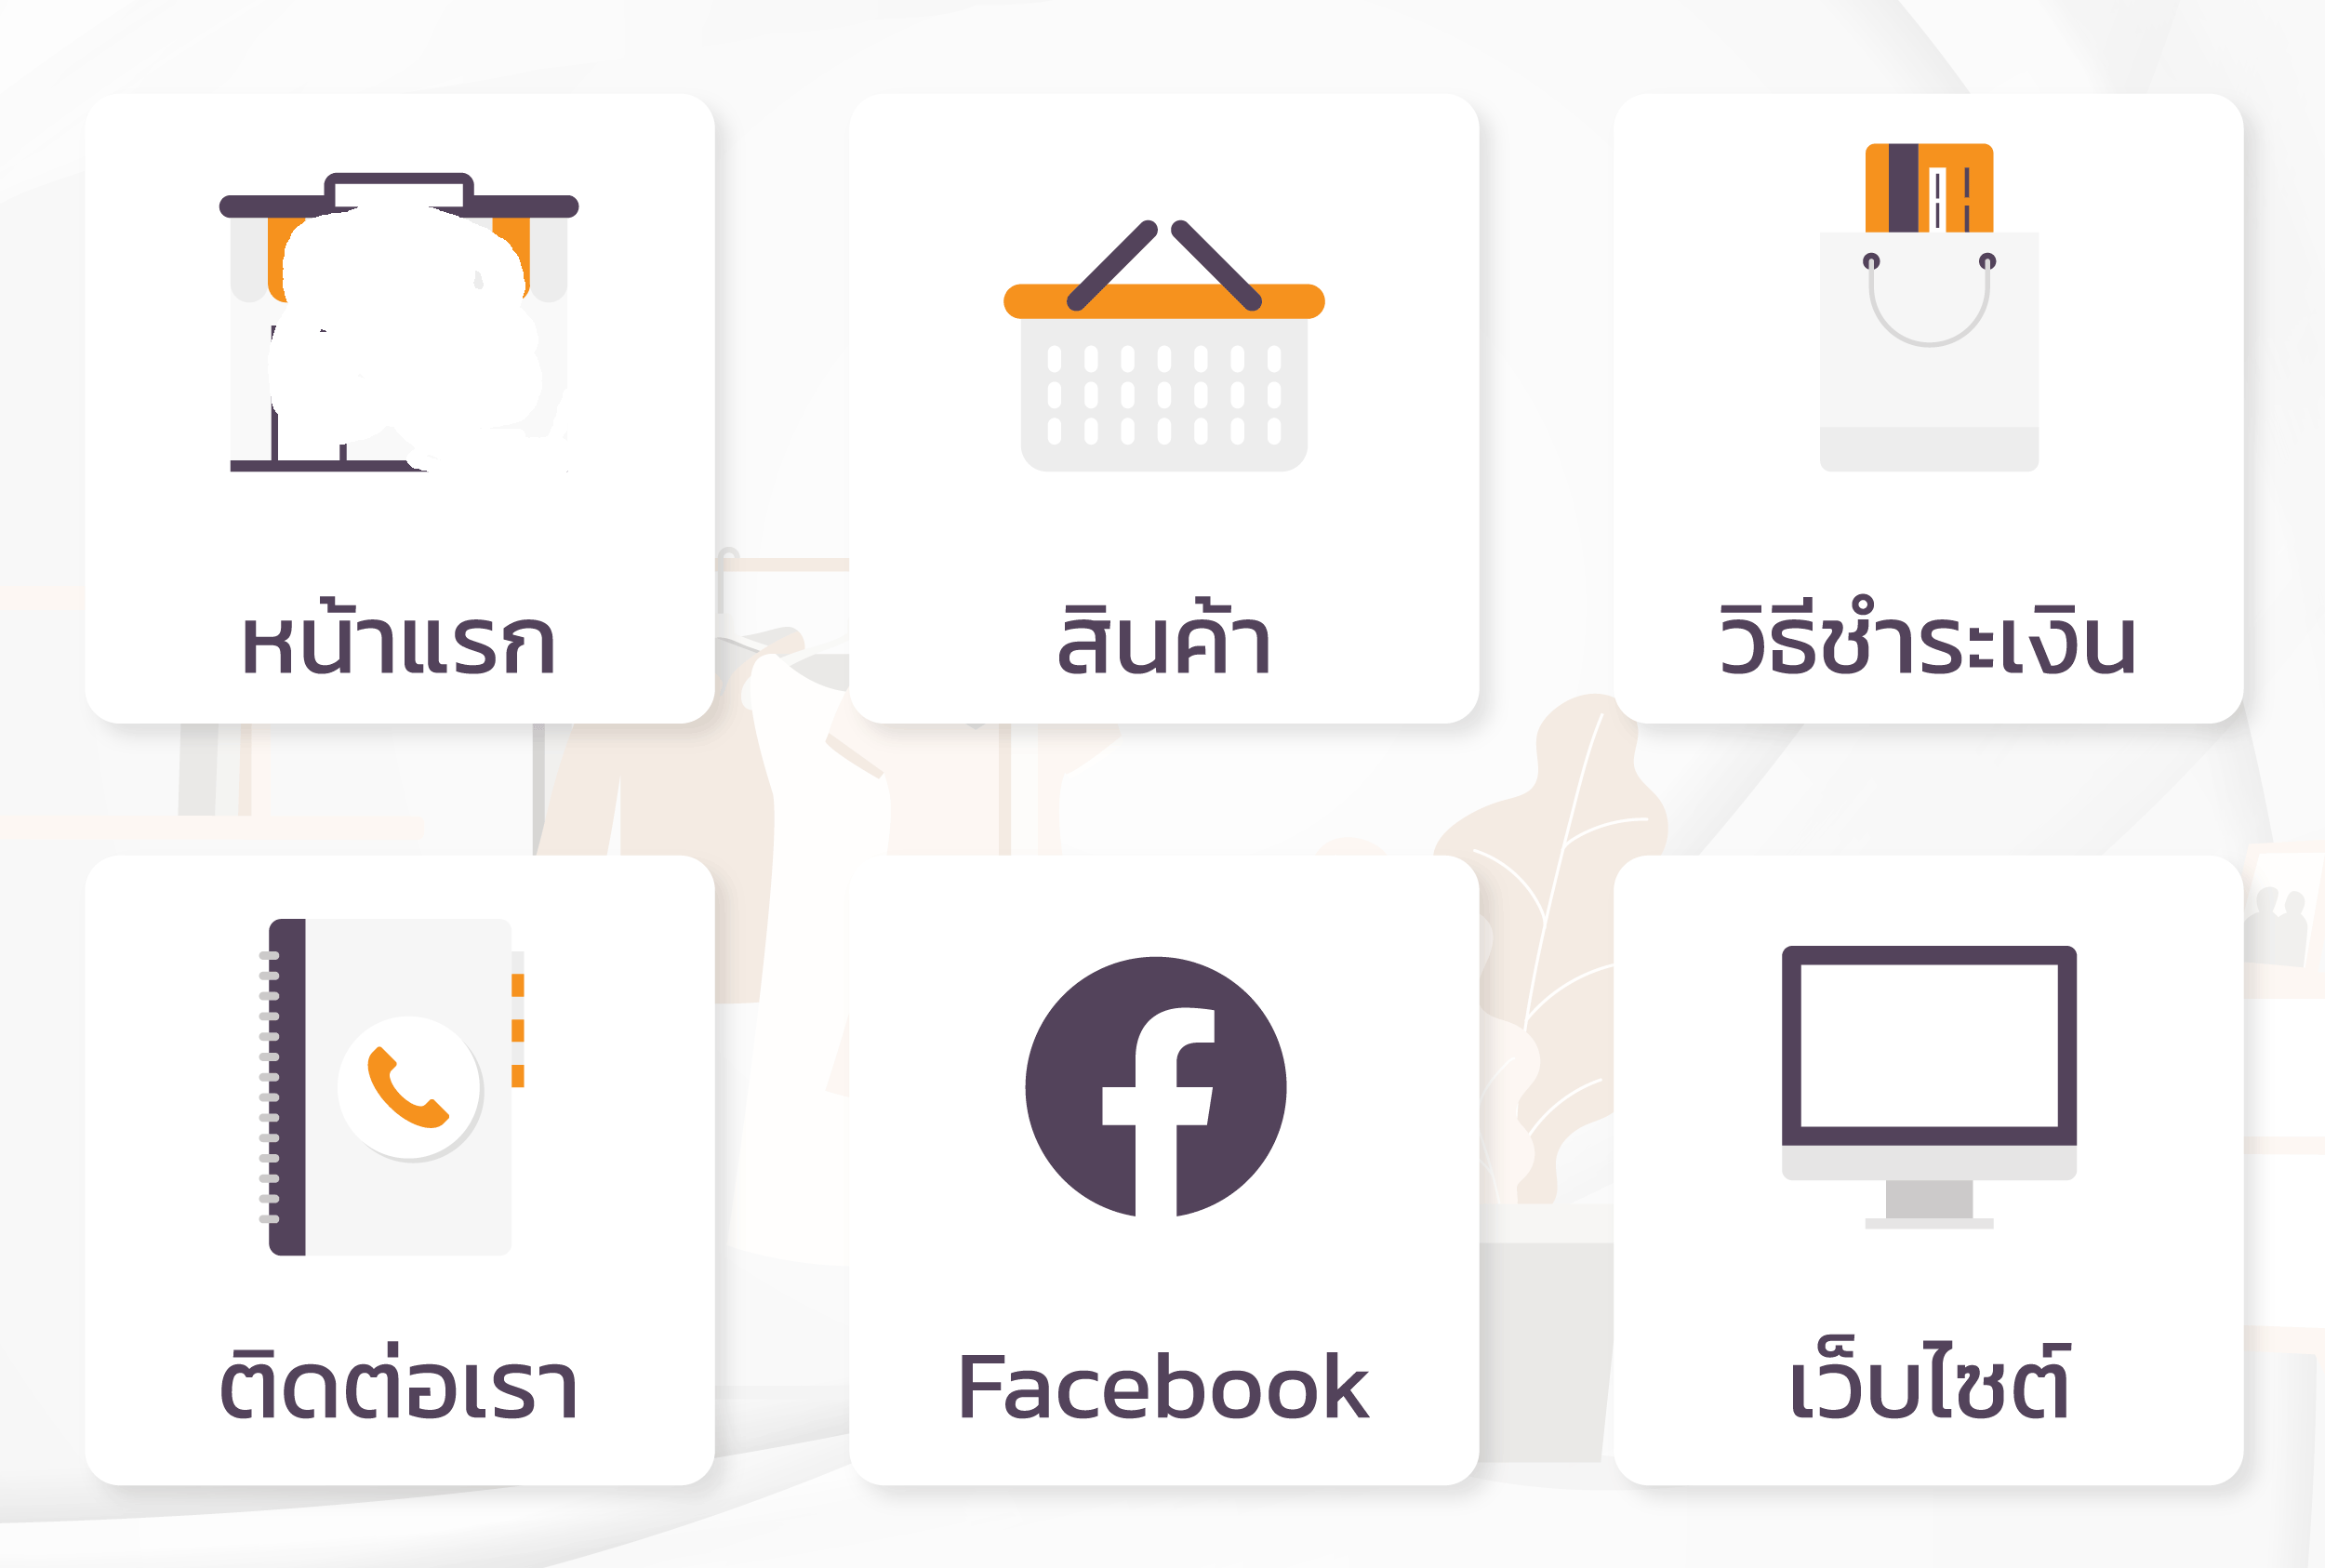 หน้าแรก
สินค้า
วิธีชำระเงิน
ติดต่อเรา
Facebook
เว็บไซต์